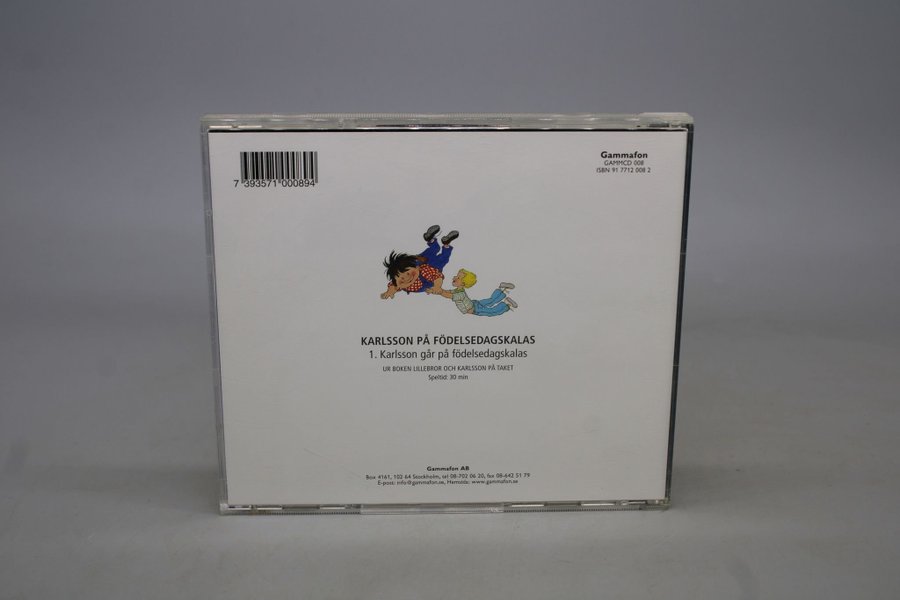 7 393571 000894
Gammafon
GAMMCD 008
ISBN 91 7712 008 2
KARLSSON PÅ FÖDELSEDAGSKALAS
1. Karlsson går på födelsedagskalas
UR BOKEN LILLEBROR OCH KARLSSON PÅ TAKET
Speltid: 30 min
Gammafon AB
Box 4161, 102 64 Stockholm, tel 08-702 06 20, fax 08-642 51 79
E-post: info@gammafon.se, Hemsida: www.gammafon.se